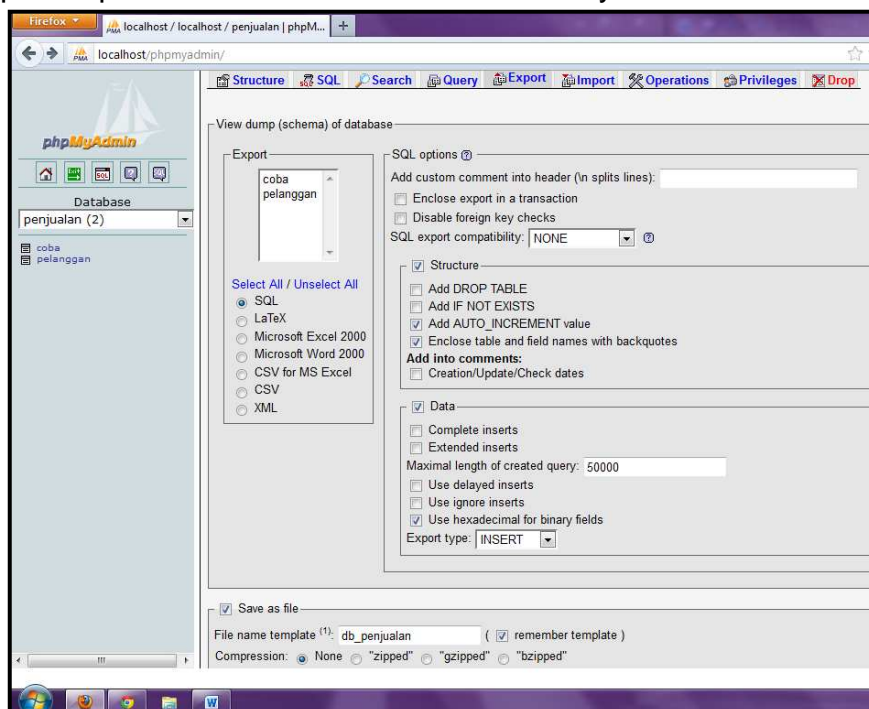 Firefox
localhost / localhost / penjualan | phpM...
localhost/phpmyadmin/
Structure SQL Search Query Export Import Operations Privileges Drop
phpMyAdmin
Database
penjualan (2)
coba
pelanggan
View dump (schema) of database
Export
coba
pelanggan
Select All / Unselect All
SQL
LaTeX
Microsoft Excel 2000
Microsoft Word 2000
CSV for MS Excel
CSV
XML
SQL options
Add custom comment into header (\n splits lines):
Enclose export in a transaction
Disable foreign key checks
SQL export compatibility: NONE
Structure
Add DROP TABLE
Add IF NOT EXISTS
Add AUTO_INCREMENT value
Enclose table and field names with backquotes
Add into comments:
Creation/Update/Check dates
Data
Complete inserts
Extended inserts
Maximal length of created query: 50000
Use delayed inserts
Use ignore inserts
Use hexadecimal for binary fields
Export type: INSERT
Save as file
File name template (1): db_penjualan ( remember template )
Compression: None "zipped" "gzipped" "bzipped"